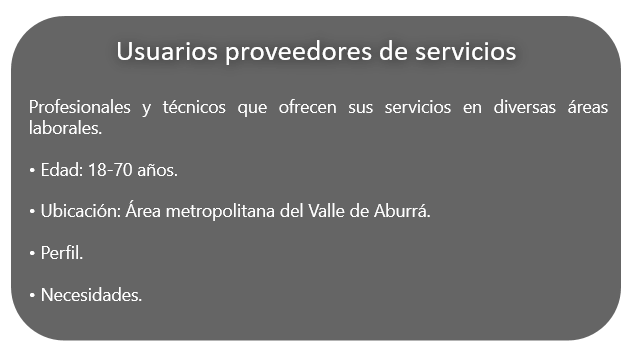 Usuarios proveedores de servicios
Profesionales y técnicos que ofrecen sus servicios en diversas áreas
laborales.
• Edad: 18-70 años.
• Ubicación: Área metropolitana del Valle de Aburrá.
• Perfil.
• Necesidades.